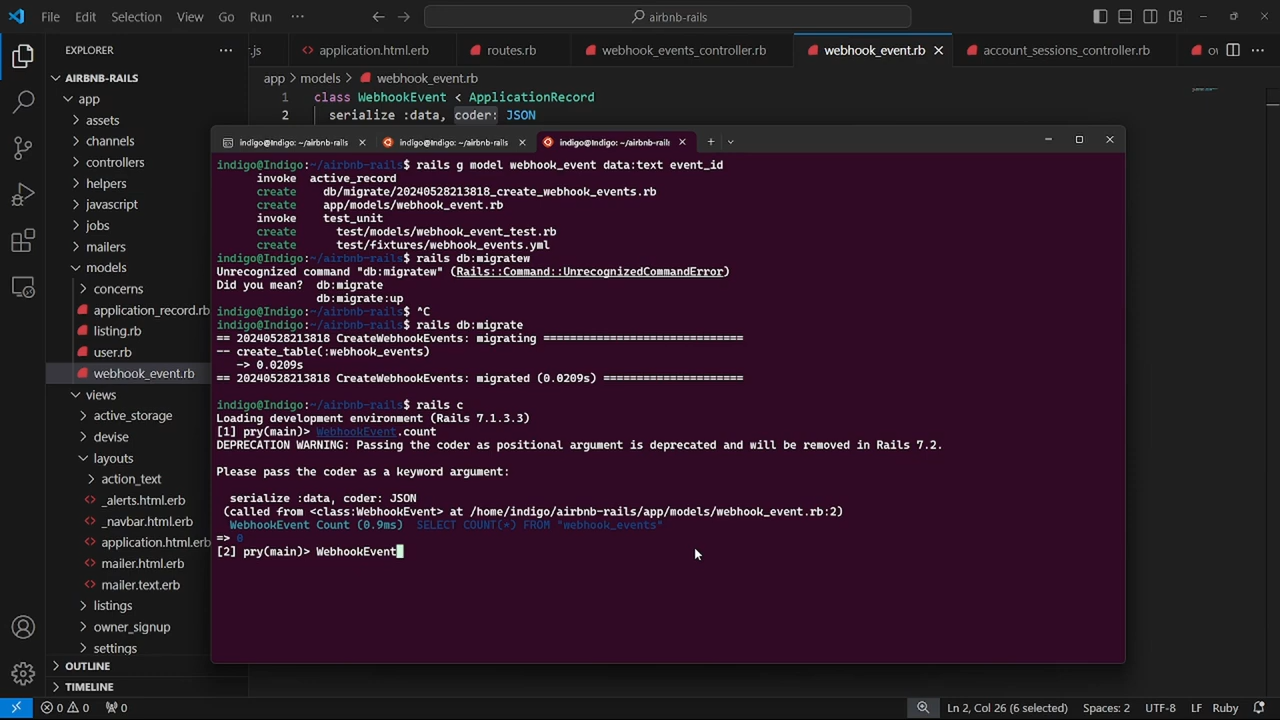 File Edit Selection View Go Run ···
airbnb-rails
EXPLORER ···
.js
application.html.erb
routes.rb
webhook_events_controller.rb
webhook_event.rb
account_sessions_controller.rb
AIRBNB-RAILS
app > models > webhook_event.rb
app
assets
channels
controllers
helpers
javascript
jobs
mailers
models
concerns
application_record.rb
listing.rb
user.rb
webhook_event.rb
views
active_storage
devise
layouts
action_text
_alerts.html.erb
_navbar.html.erb
application.html.erb
mailer.html.erb
mailer.text.erb
listings
owner_signup
settings
OUTLINE
TIMELINE
1 class WebhookEvent < ApplicationRecord
2 serialize :data, coder: JSON
indigo@Indigo: ~/airbnb-rails
indigo@Indigo: ~/airbnb-rails
indigo@Indigo: ~/airbnb-rails
indigo@Indigo:~/airbnb-rails$ rails g model webhook_event data:text event_id
invoke active_record
create db/migrate/20240528213818_create_webhook_events.rb
create app/models/webhook_event.rb
invoke test_unit
create test/models/webhook_event_test.rb
create test/fixtures/webhook_events.yml
indigo@Indigo:~/airbnb-rails$ rails db:migratew
Unrecognized command "db:migratew" (Rails::Command::UnrecognizedCommandError)
Did you mean? db:migrate
db:migrate:up
indigo@Indigo:~/airbnb-rails$ ^C
indigo@Indigo:~/airbnb-rails$ rails db:migrate
== 20240528213818 CreateWebhookEvents: migrating =============================
-- create_table(:webhook_events)
-> 0.0209s
== 20240528213818 CreateWebhookEvents: migrated (0.0209s) =====================
indigo@Indigo:~/airbnb-rails$ rails c
Loading development environment (Rails 7.1.3.3)
[1] pry(main)> WebhookEvent.count
DEPRECATION WARNING: Passing the coder as positional argument is deprecated and will be removed in Rails 7.2.
Please pass the coder as a keyword argument:
serialize :data, coder: JSON
(called from <class:WebhookEvent> at /home/indigo/airbnb-rails/app/models/webhook_event.rb:2)
WebhookEvent Count (0.9ms) SELECT COUNT(*) FROM "webhook_events"
=> 0
[2] pry(main)> WebhookEvent
0 0 0
Ln 2, Col 26 (6 selected) Spaces: 2 UTF-8 LF Ruby